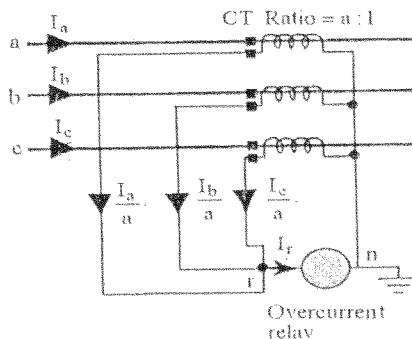 CT Ratio = a : 1
a I_a
b I_b
c I_c
I_a/a
I_b/a
I_c/a
I_r
r
n
Overcurrent
relay